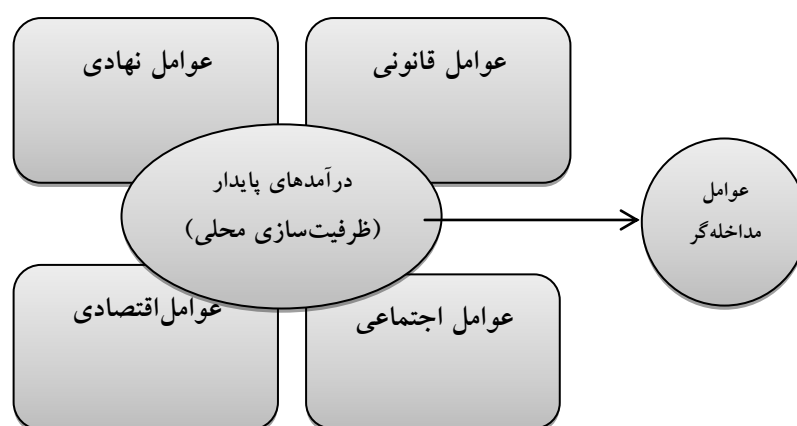 عوامل قانونی
عوامل نهادی
درآمدهای پایدار
(ظرفیت‌سازی محلی)
عوامل
مداخله‌گر
عوامل اجتماعی
عوامل‌اقتصادی